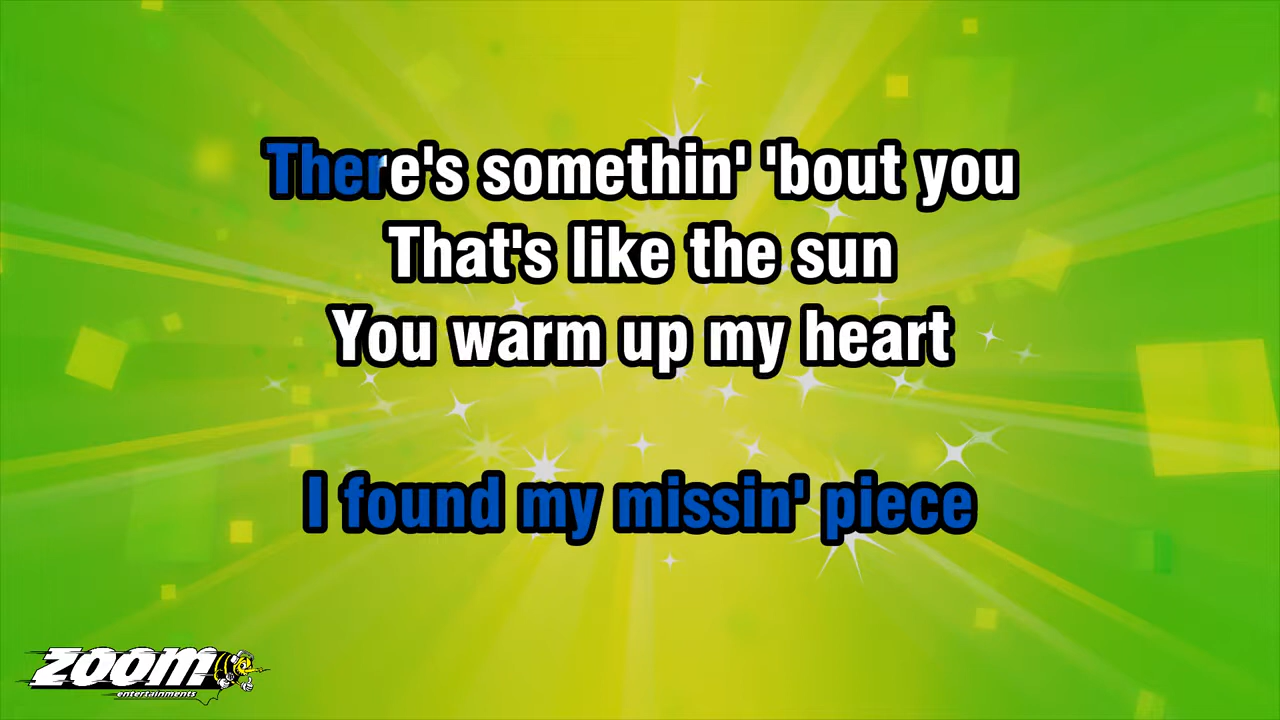 There's somethin' 'bout you
That's like the sun
You warm up my heart
I found my missin' piece
zoom
entertainments